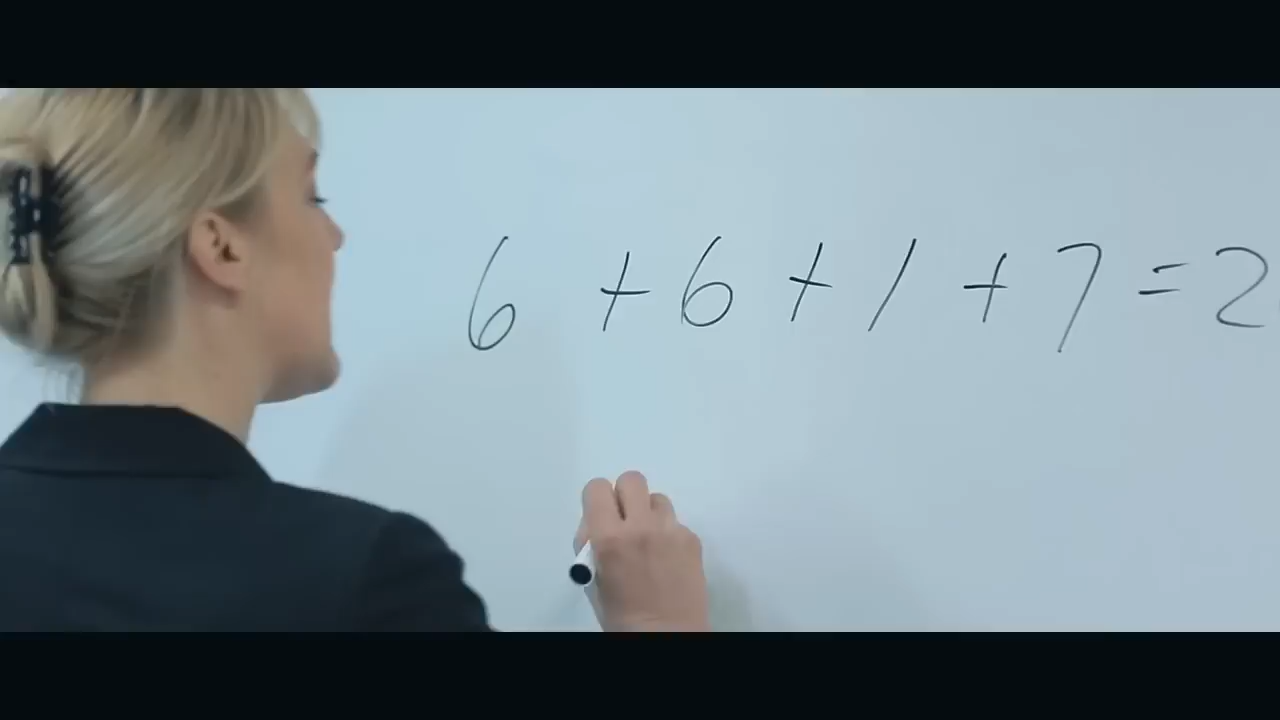 6 + 6 + 1 + 7 = 2